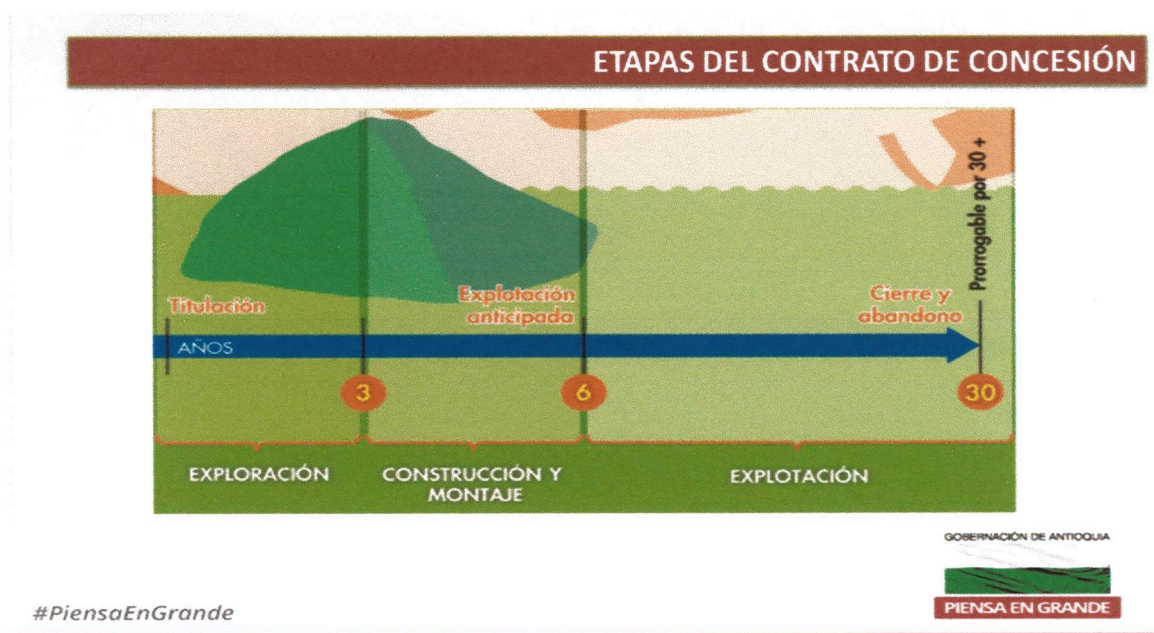 ETAPAS DEL CONTRATO DE CONCESIÓN
Prorrogable por 30 +
Titulación
Explotación
anticipada
Cierre y
abandono
AÑOS
3
6
30
EXPLORACIÓN
CONSTRUCCIÓN Y
MONTAJE
EXPLOTACIÓN
GOBERNACIÓN DE ANTIOQUIA
PIENSA EN GRANDE
#PiensaEnGrande